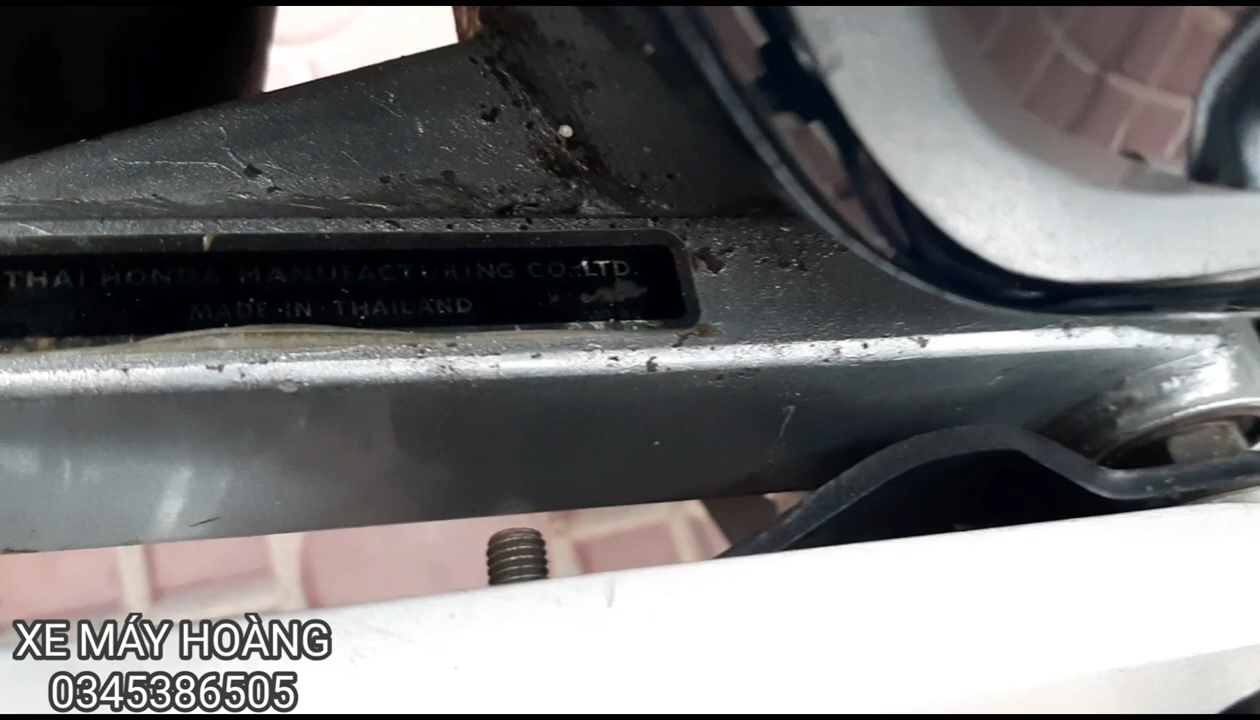 THAI HONDA MANUFACTURING CO.,LTD.
MADE IN THAILAND
XE MÁY HOÀNG
0345386505